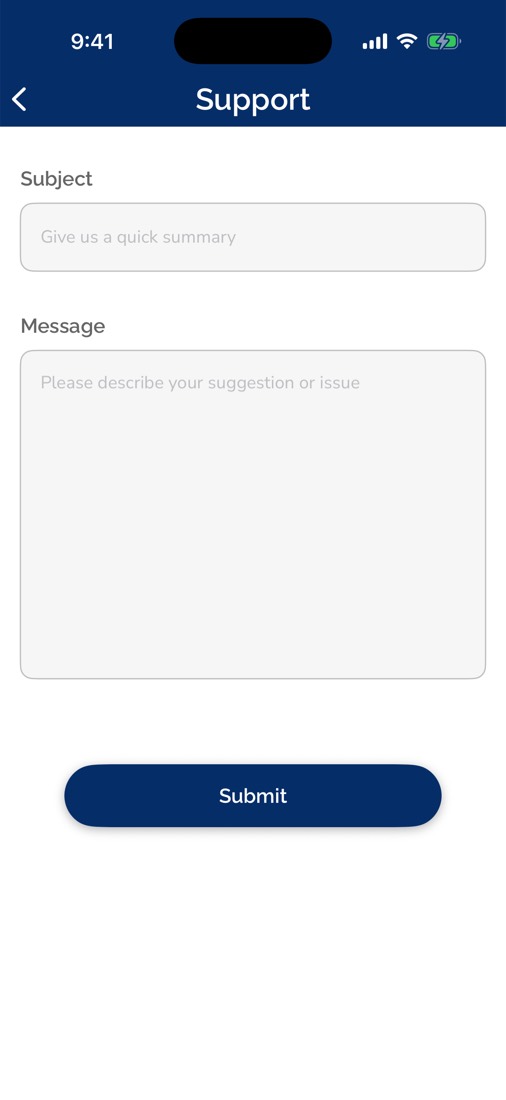 9:41
Support
Subject
Give us a quick summary
Message
Please describe your suggestion or issue
Submit